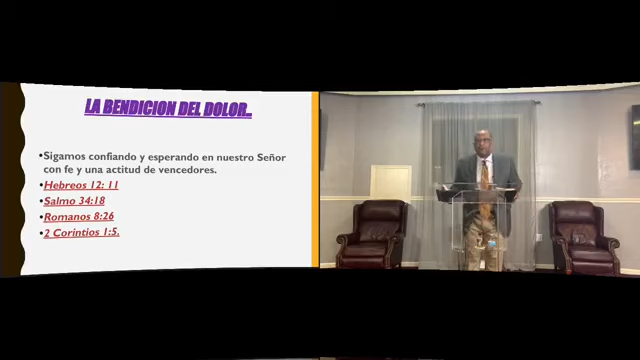 LA BENDICION DEL DOLOR..
•Sigamos confiando y esperando en nuestro Señor
con fe y una actitud de vencedores.
•Hebreos 12: 11
•Salmo 34:18
•Romanos 8:26
•2 Corintios 1:5.